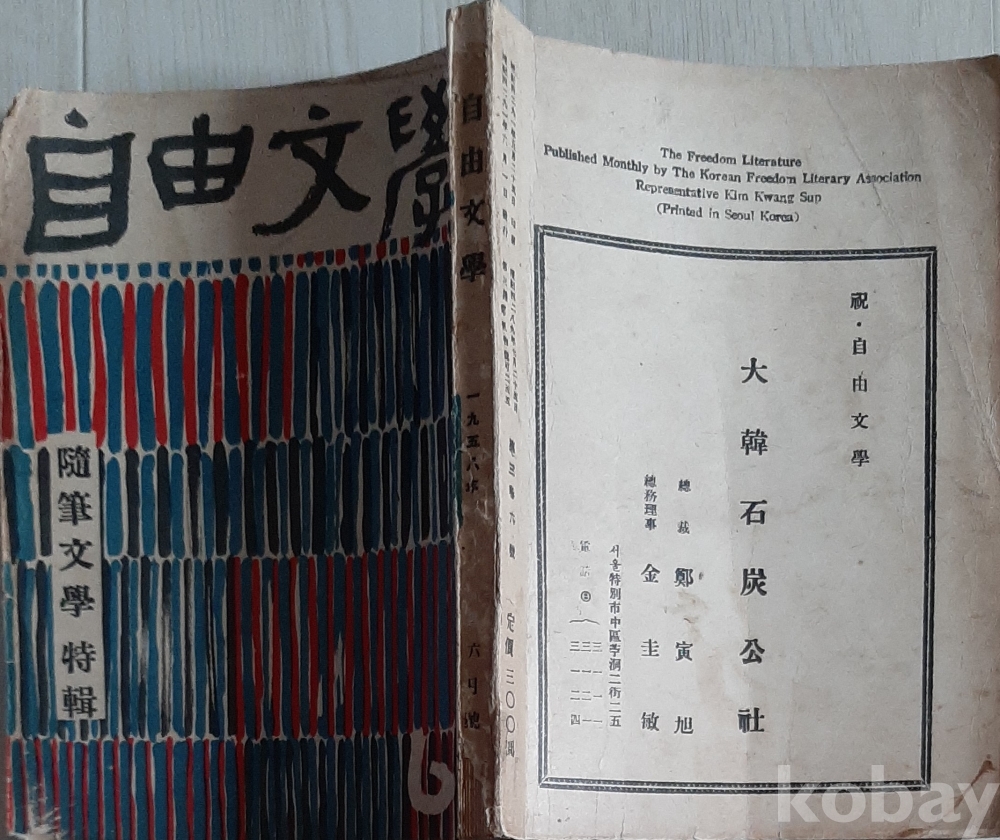 自由文學
隨筆文學 特輯
6
自由文學
一九五六年
六月號
第三卷 六號
定價 三〇〇圜
The Freedom Literature
Published Monthly by The Korean Freedom Literary Association
Representative Kim Kwang Sup
(Printed in Seoul Korea)
祝·自由文學
大韓石炭公社
總裁 鄭寅旭
總務理事 金圭敏
서울特別市中區苧洞二街二五
電話
kobay